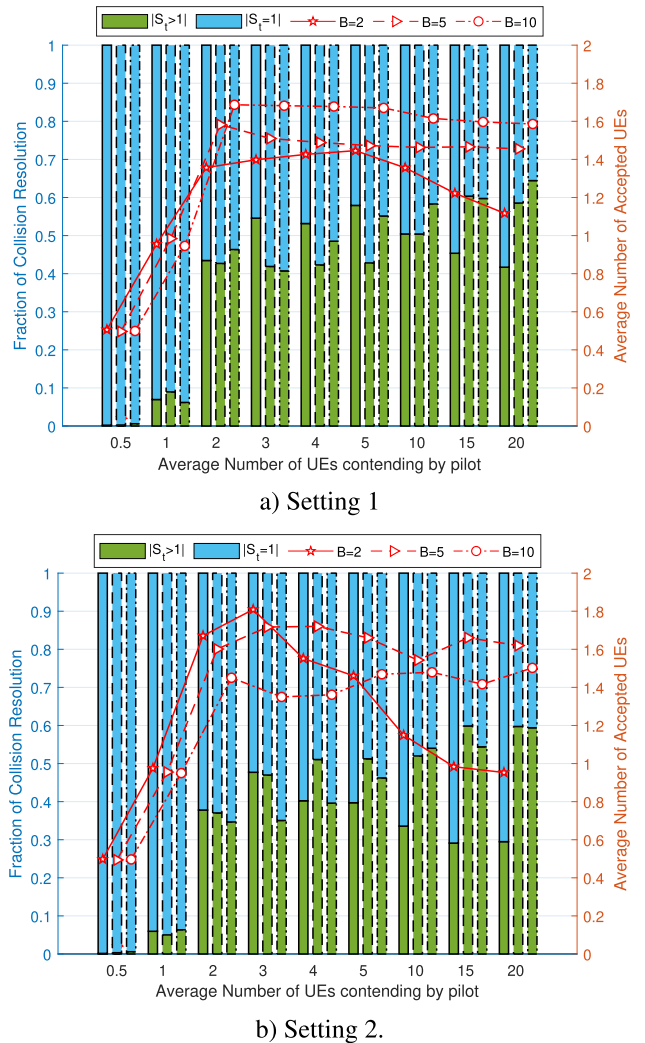 |S_t>1| |S_t=1| B=2 B=5 B=10
1 2
0.9 1.8
0.8 1.6
0.7 1.4
0.6 1.2
0.5 1
0.4 0.8
0.3 0.6
0.2 0.4
0.1 0.2
0 0
Fraction of Collision Resolution
Average Number of Accepted UEs
0.5 1 2 3 4 5 10 15 20
Average Number of UEs contending by pilot
a) Setting 1
|S_t>1| |S_t=1| B=2 B=5 B=10
1 2
0.9 1.8
0.8 1.6
0.7 1.4
0.6 1.2
0.5 1
0.4 0.8
0.3 0.6
0.2 0.4
0.1 0.2
0 0
Fraction of Collision Resolution
Average Number of Accepted UEs
0.5 1 2 3 4 5 10 15 20
Average Number of UEs contending by pilot
b) Setting 2.